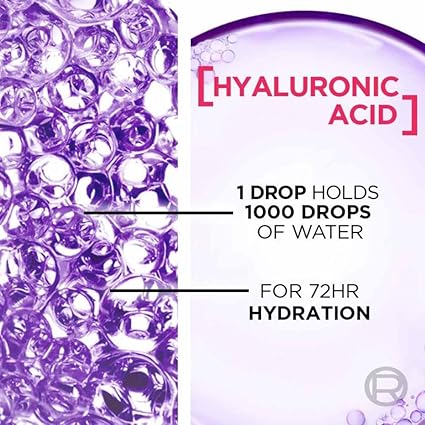 [HYALURONIC
ACID]
1 DROP HOLDS
1000 DROPS
OF WATER
FOR 72HR
HYDRATION
R